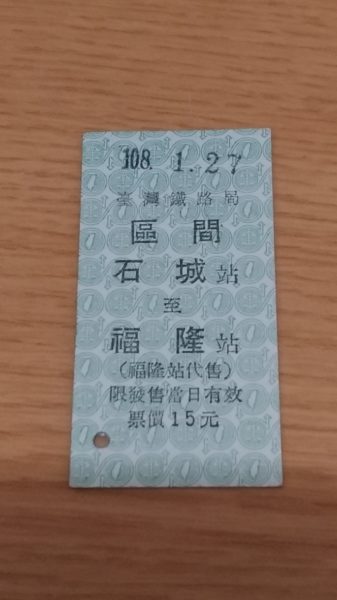 108. 1.27
臺灣鐵路局
區間
石城站
至
福隆站
(福隆站代售)
限發售當日有效
票價15元